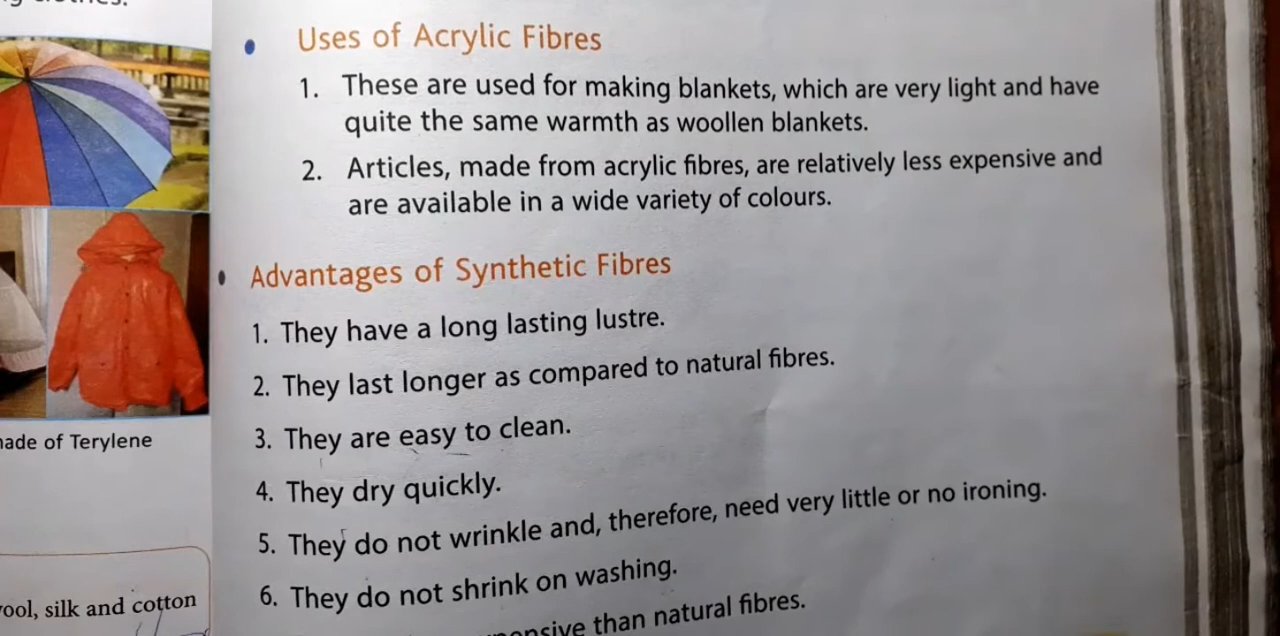 Uses of Acrylic Fibres
1. These are used for making blankets, which are very light and have
quite the same warmth as woollen blankets.
2. Articles, made from acrylic fibres, are relatively less expensive and
are available in a wide variety of colours.
Advantages of Synthetic Fibres
1. They have a long lasting lustre.
2. They last longer as compared to natural fibres.
3. They are easy to clean.
4. They dry quickly.
5. They do not wrinkle and, therefore, need very little or no ironing.
6. They do not shrink on washing.
than natural fibres.
of Terylene
silk and cotton